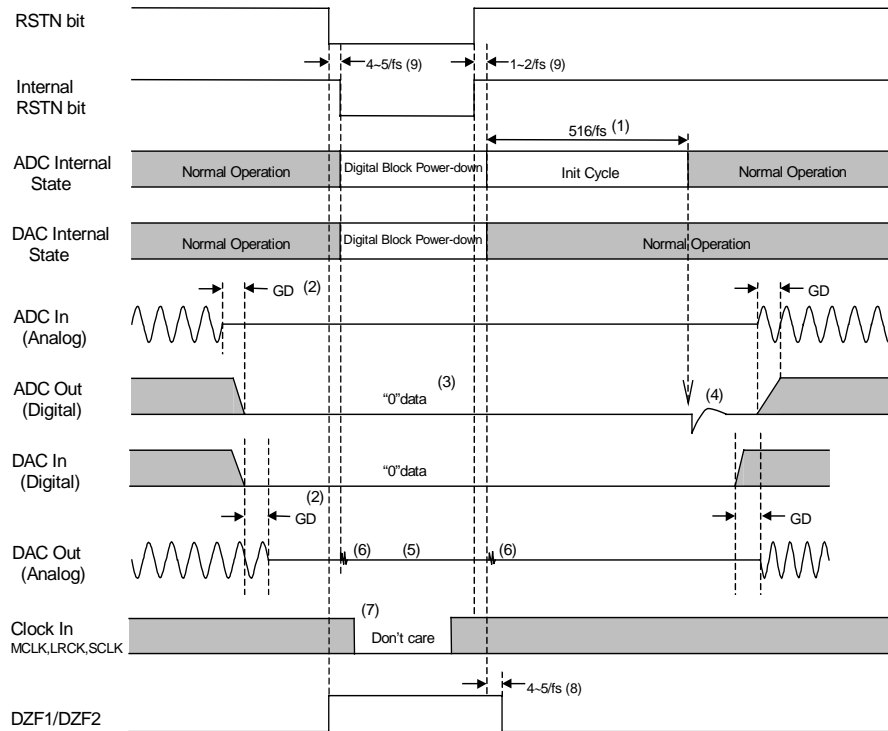 RSTN bit
4~5/fs (9)
1~2/fs (9)
Internal
RSTN bit
516/fs (1)
ADC Internal
State
Normal Operation
Digital Block Power-down
Init Cycle
Normal Operation
DAC Internal
State
Normal Operation
Digital Block Power-down
Normal Operation
GD (2)
GD
ADC In
(Analog)
ADC Out
(Digital)
“0”data (3)
(4)
DAC In
(Digital)
“0”data
(2)
GD
GD
DAC Out
(Analog)
(6)
(5)
(6)
Clock In
MCLK,LRCK,SCLK
(7)
Don’t care
4~5/fs (8)
DZF1/DZF2